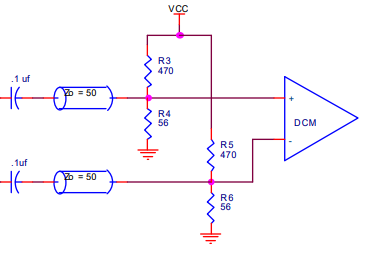 VCC
R3
470
.1 uf
Zo = 50
+
R4
56
DCM
R5
470
-
.1uf
Zo = 50
R6
56